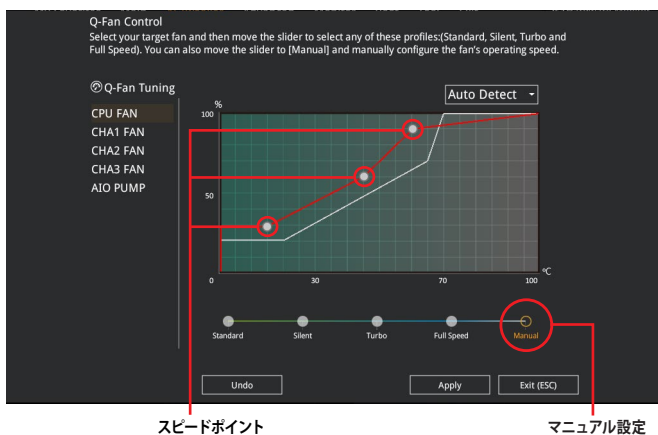 Q-Fan Control
Select your target fan and then move the slider to select any of these profiles:(Standard, Silent, Turbo and
Full Speed). You can also move the slider to [Manual] and manually configure the fan's operating speed.
Q-Fan Tuning
Auto Detect
CPU FAN
CHA1 FAN
CHA2 FAN
CHA3 FAN
AIO PUMP
%
100
50
0
30
70
100
℃
Standard
Silent
Turbo
Full Speed
Manual
Undo
Apply
Exit (ESC)
スピードポイント
マニュアル設定